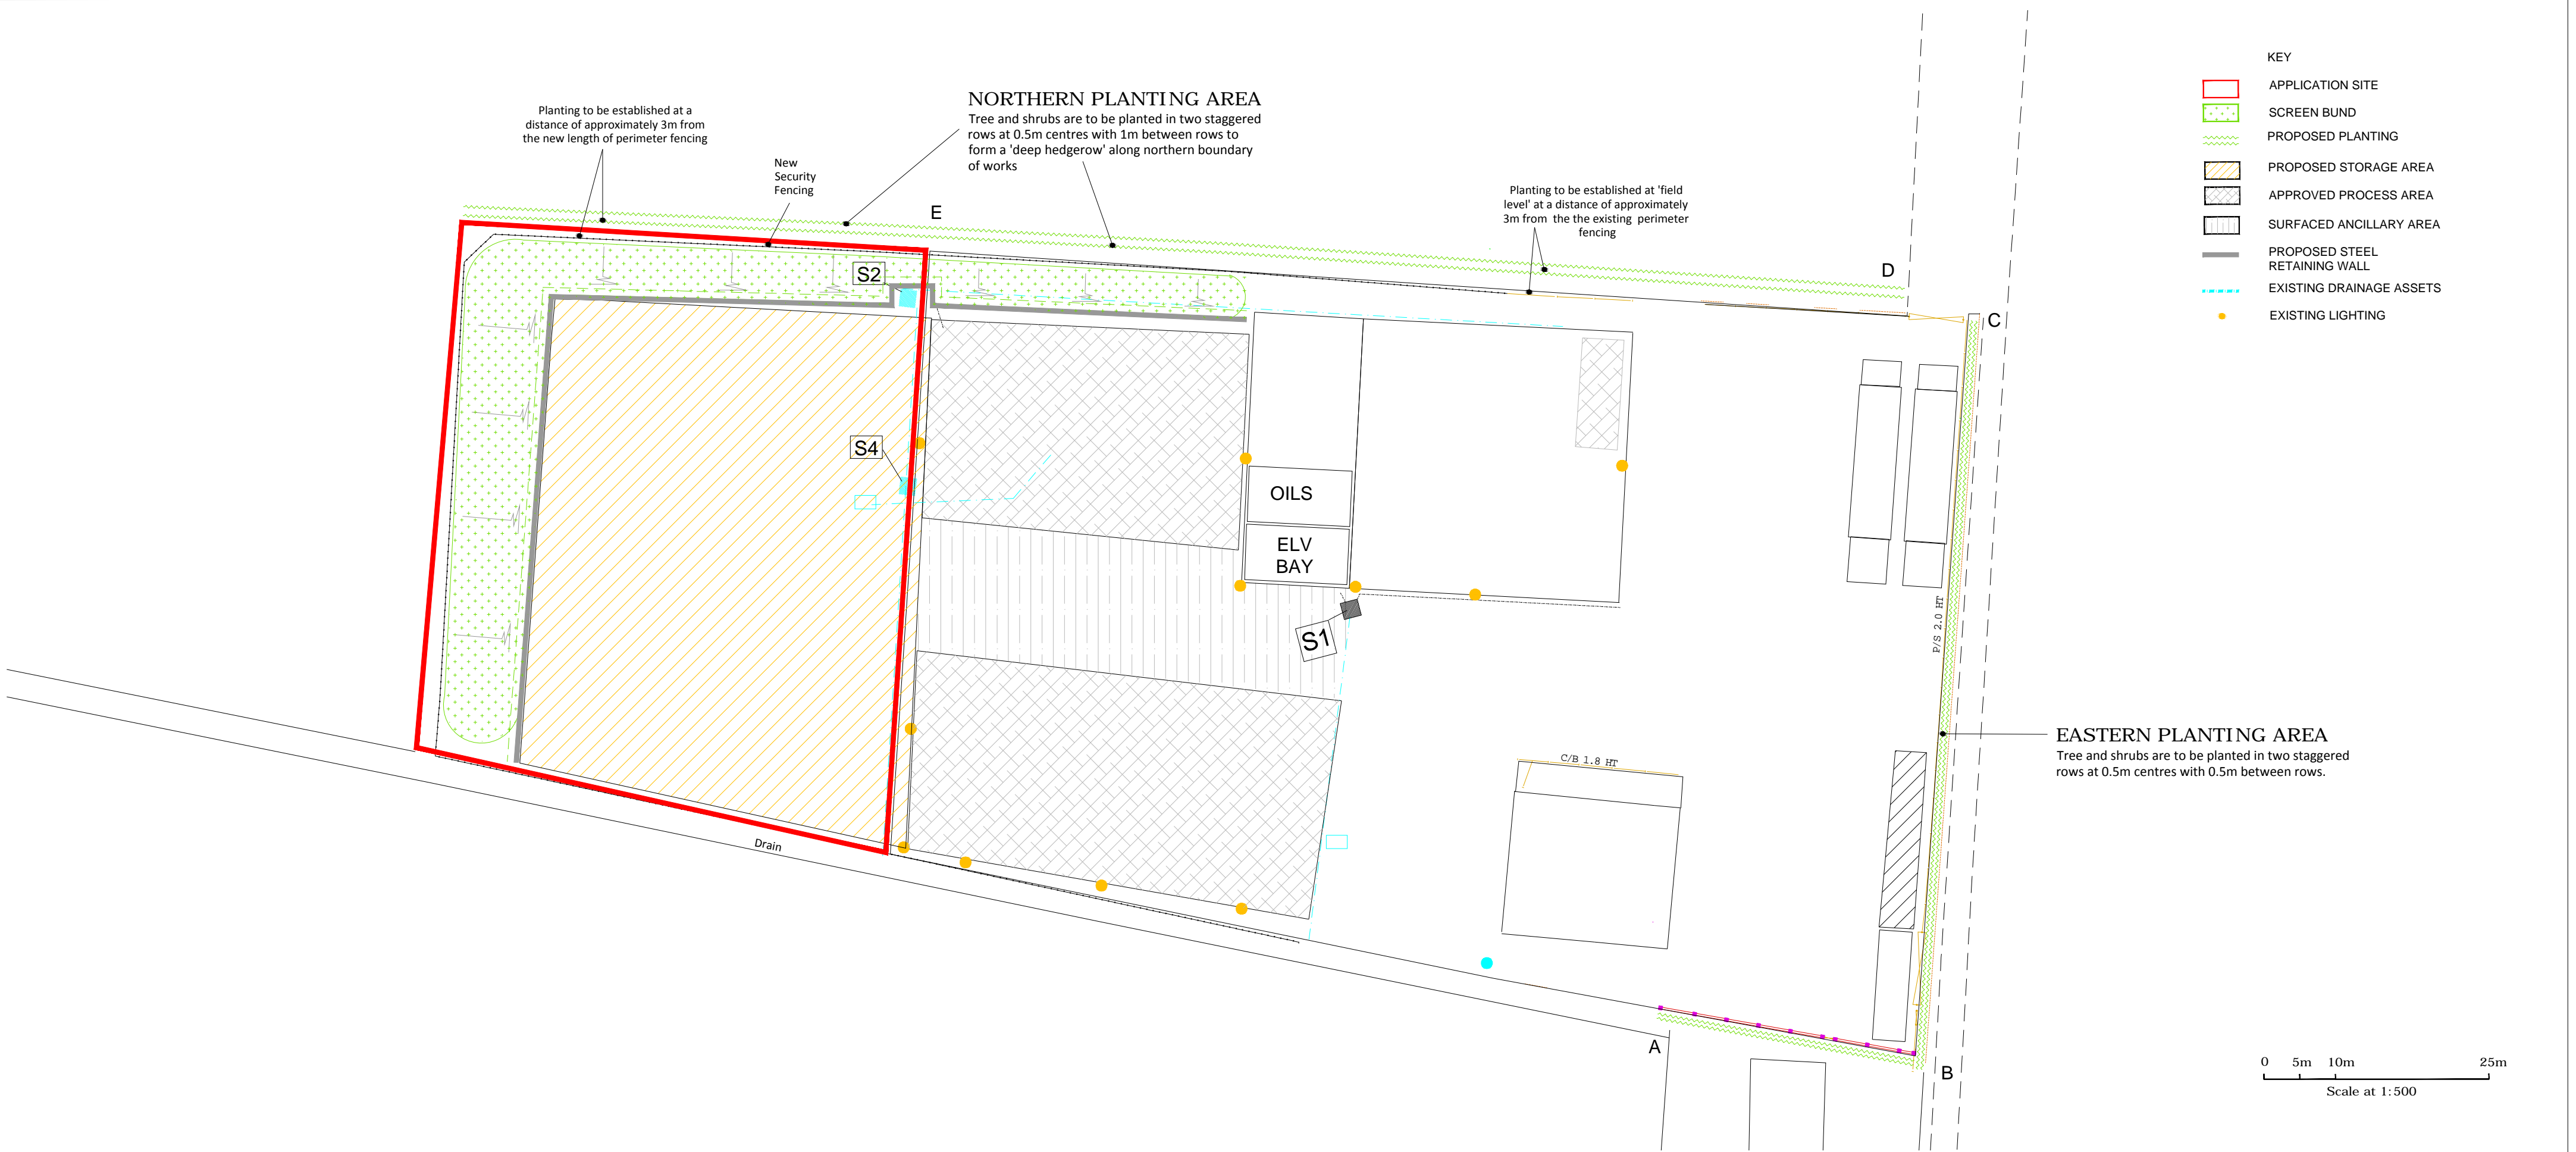 Planting to be established at a
distance of approximately 3m from
the new length of perimeter fencing
New
Security
Fencing
NORTHERN PLANTING AREA
Tree and shrubs are to be planted in two staggered
rows at 0.5m centres with 1m between rows to
form a 'deep hedgerow' along northern boundary
of works
Planting to be established at 'field
level' at a distance of approximately
3m from the the existing perimeter
fencing
KEY
APPLICATION SITE
SCREEN BUND
PROPOSED PLANTING
PROPOSED STORAGE AREA
APPROVED PROCESS AREA
SURFACED ANCILLARY AREA
PROPOSED STEEL
RETAINING WALL
EXISTING DRAINAGE ASSETS
EXISTING LIGHTING
E
D
C
S2
S4
OILS
ELV
BAY
S1
P/S 2.0 HT
C/B 1.8 HT
EASTERN PLANTING AREA
Tree and shrubs are to be planted in two staggered
rows at 0.5m centres with 0.5m between rows.
Drain
A
B
0 5m 10m 25m
Scale at 1:500